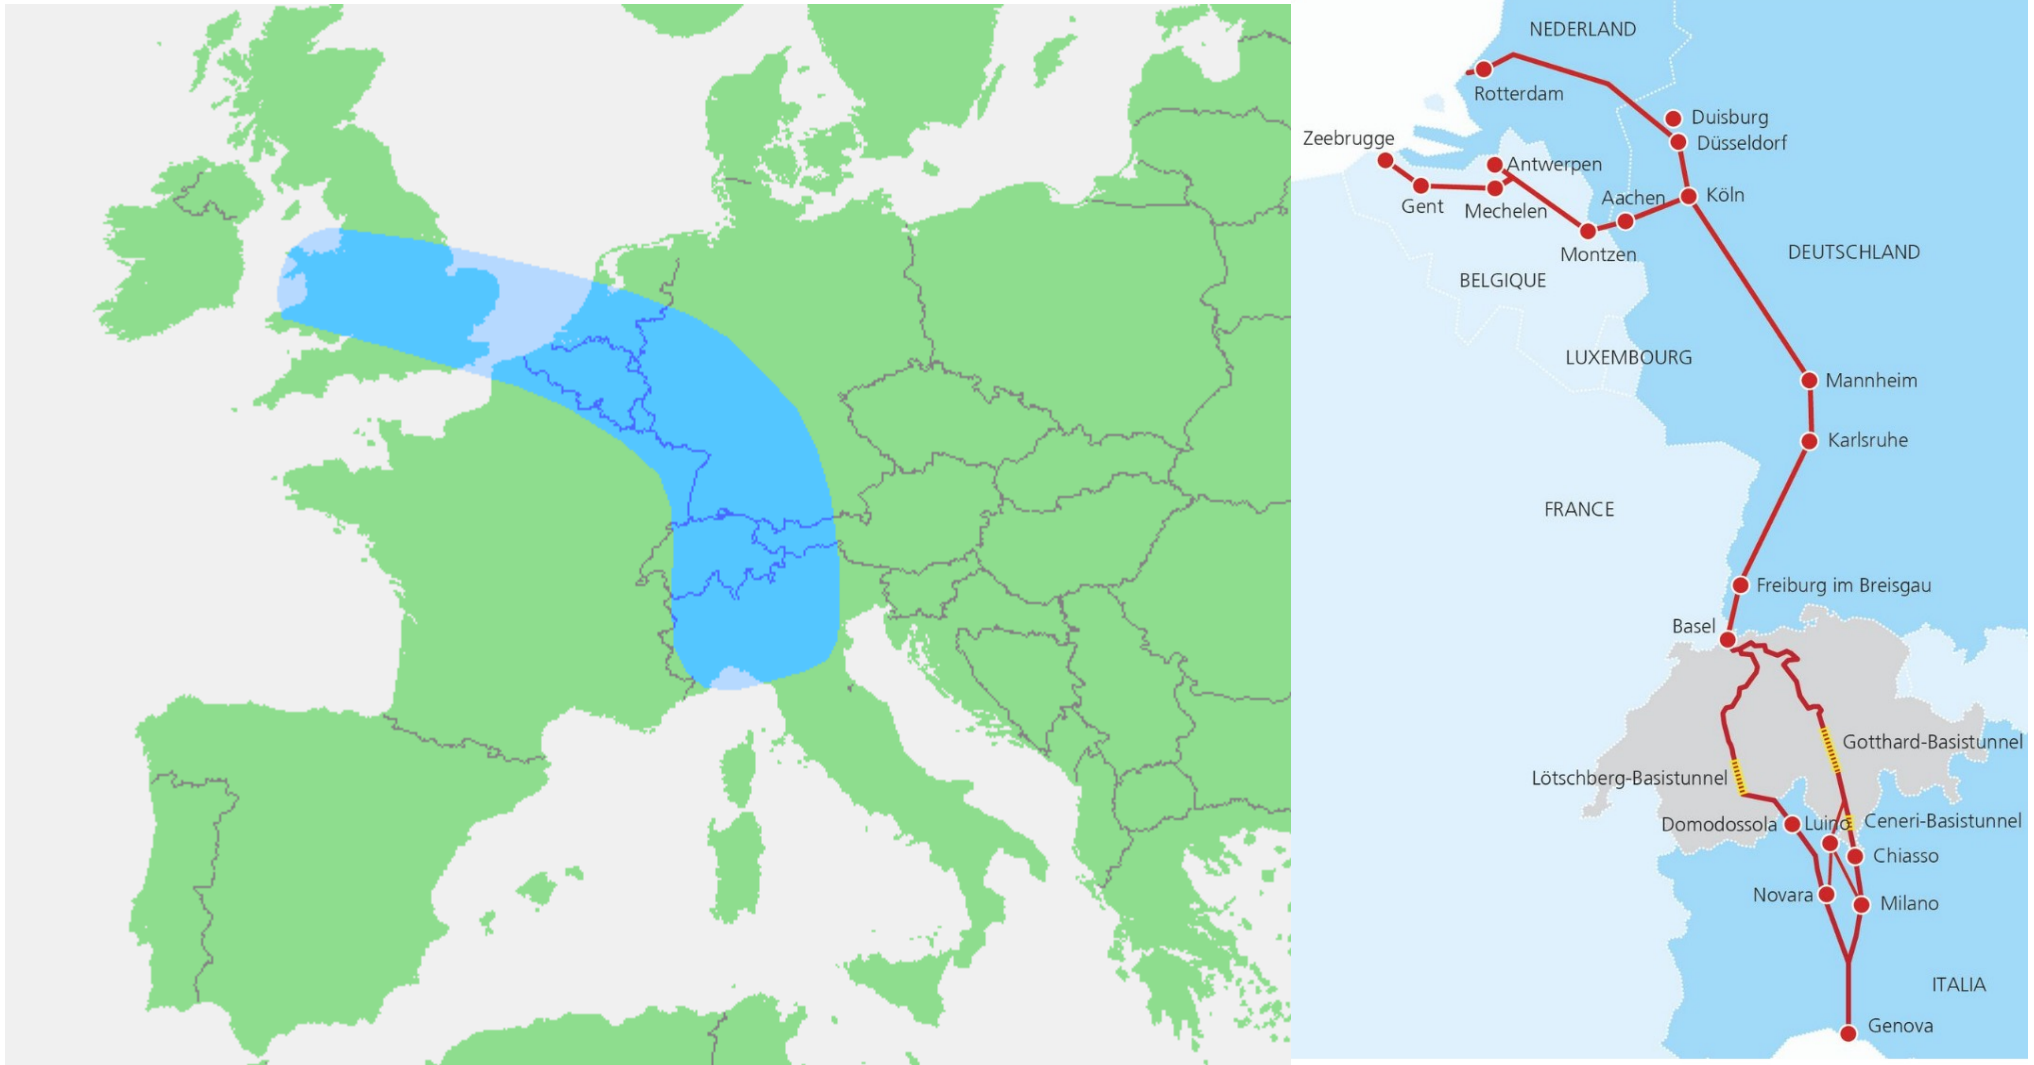 NEDERLAND
Rotterdam
Duisburg
Düsseldorf
Zeebrugge
Antwerpen
Gent
Mechelen
Aachen
Köln
Montzen
BELGIQUE
DEUTSCHLAND
LUXEMBOURG
Mannheim
Karlsruhe
FRANCE
Freiburg im Breisgau
Basel
Gotthard-Basistunnel
Lötschberg-Basistunnel
Domodossola
Luino
Ceneri-Basistunnel
Chiasso
Novara
Milano
ITALIA
Genova